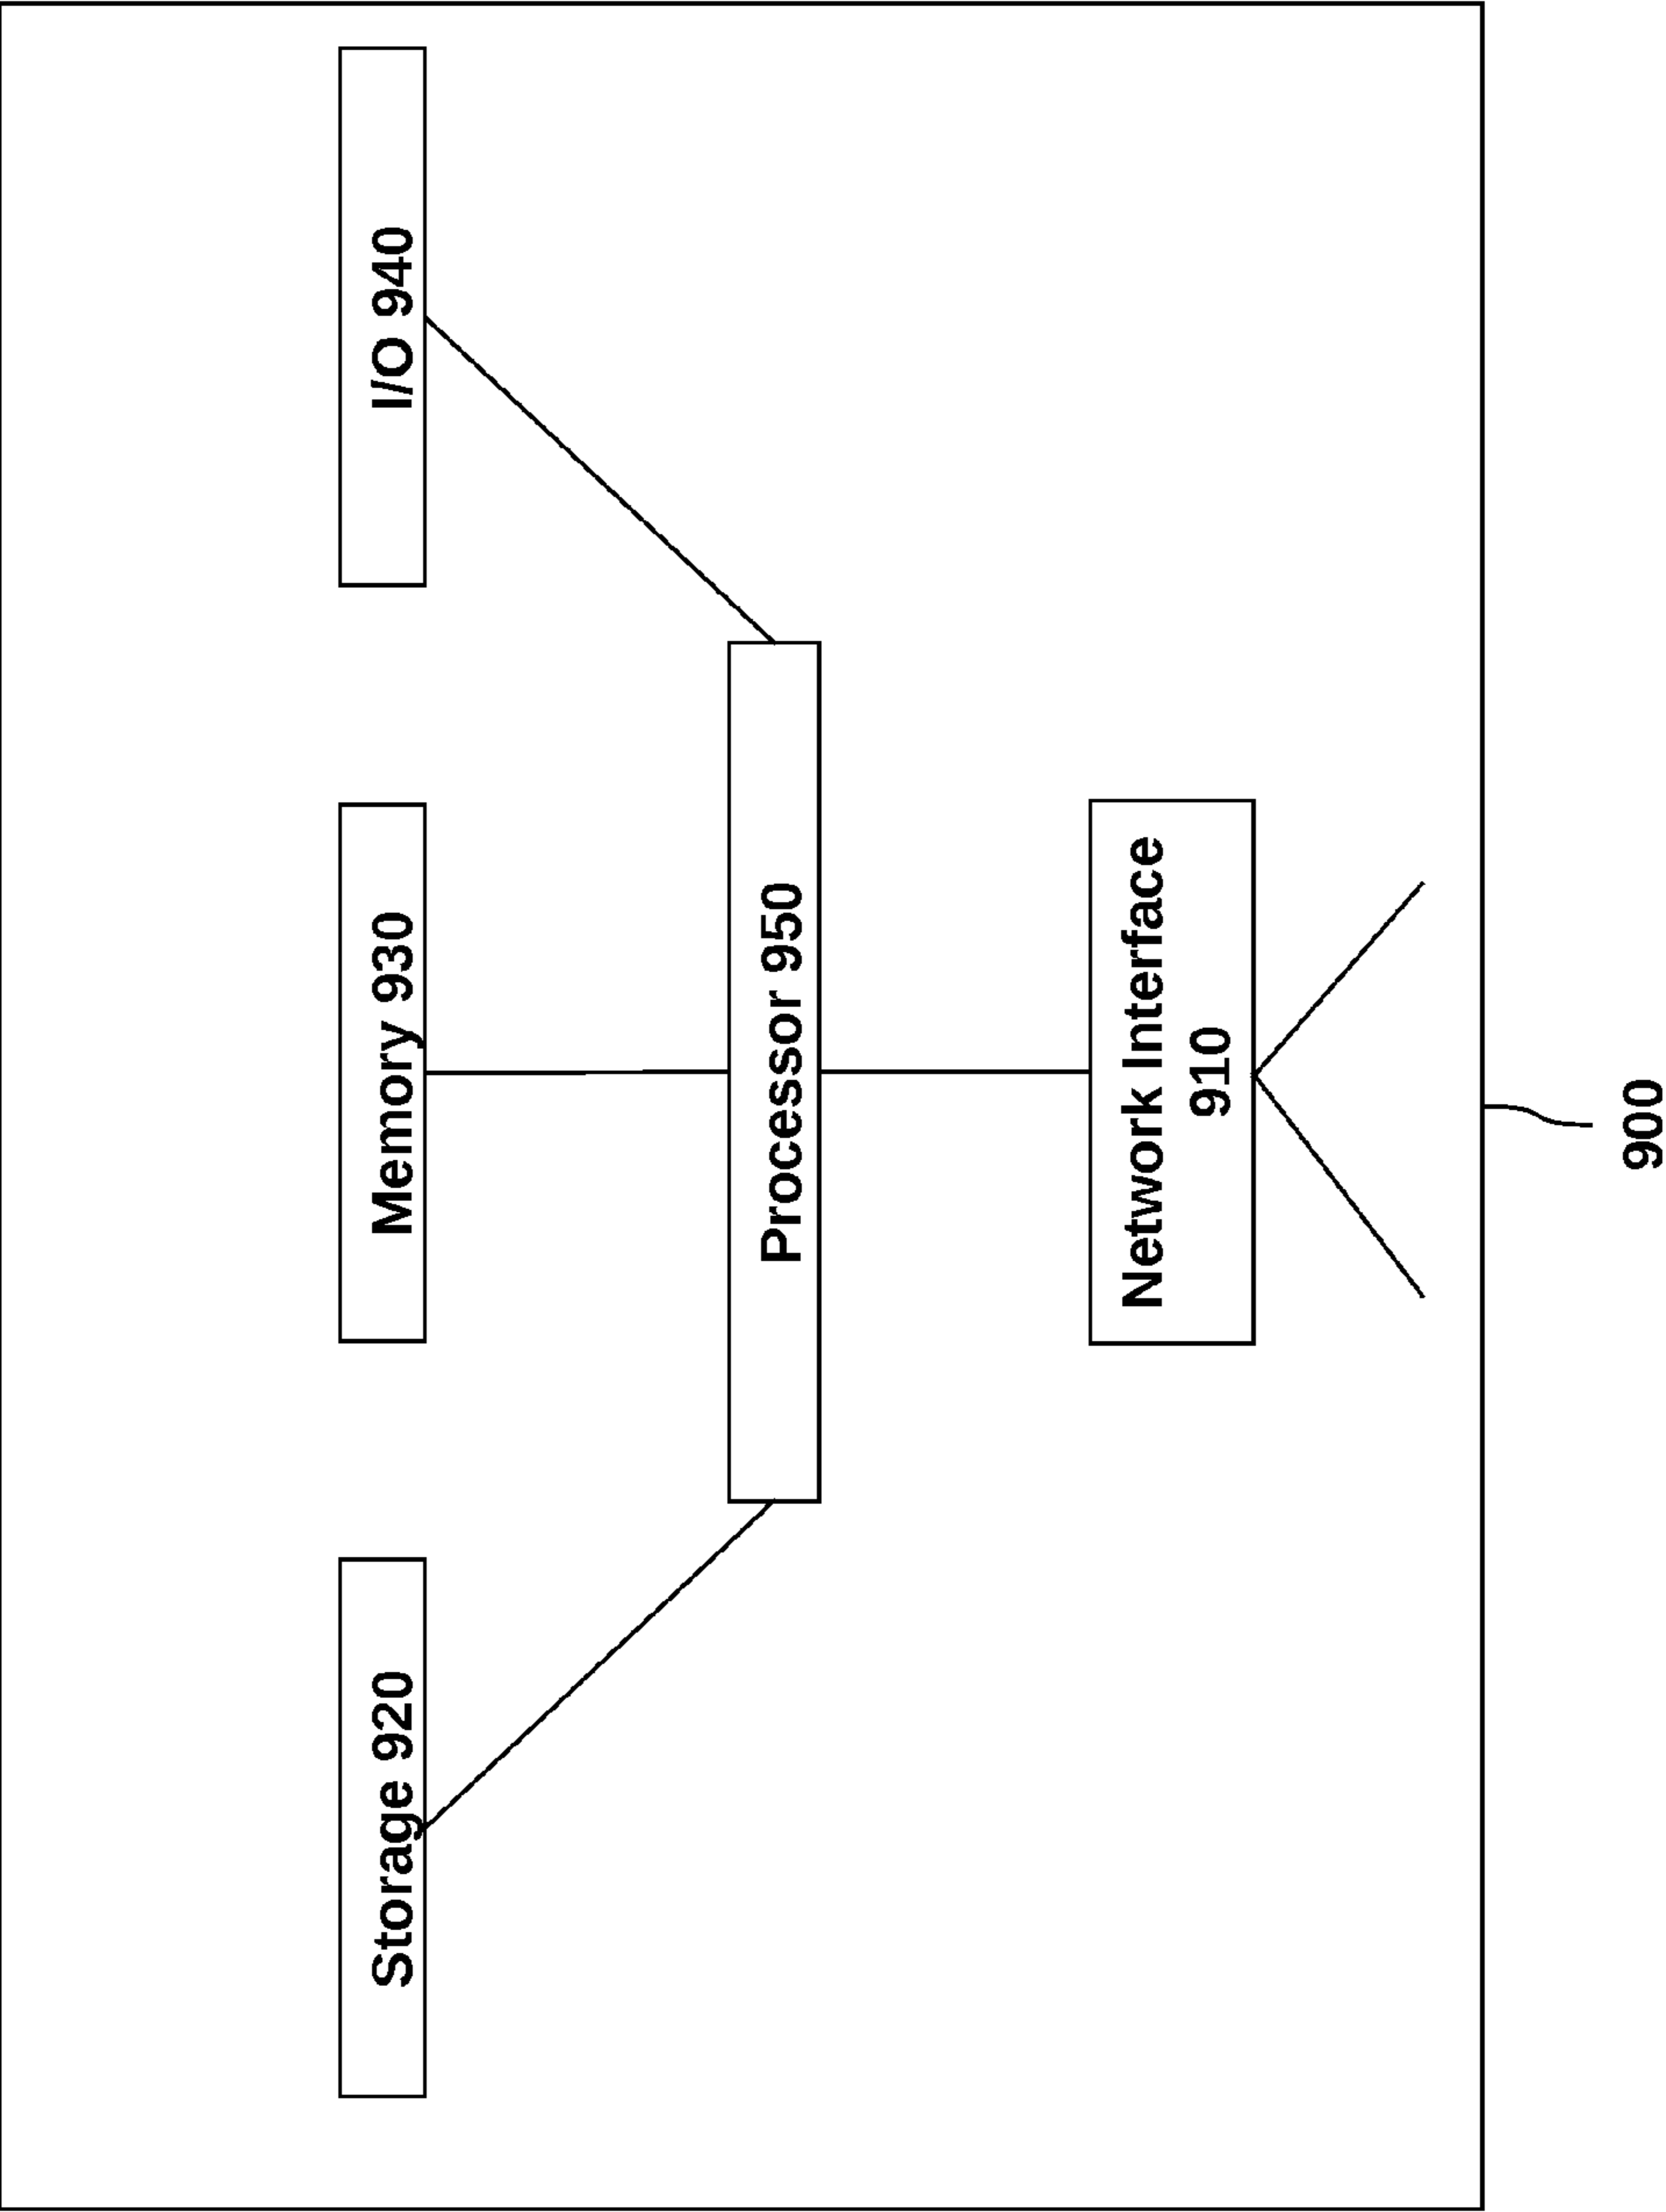 Storage 920
Memory 930
I/O 940
Processor 950
Network Interface
910
900